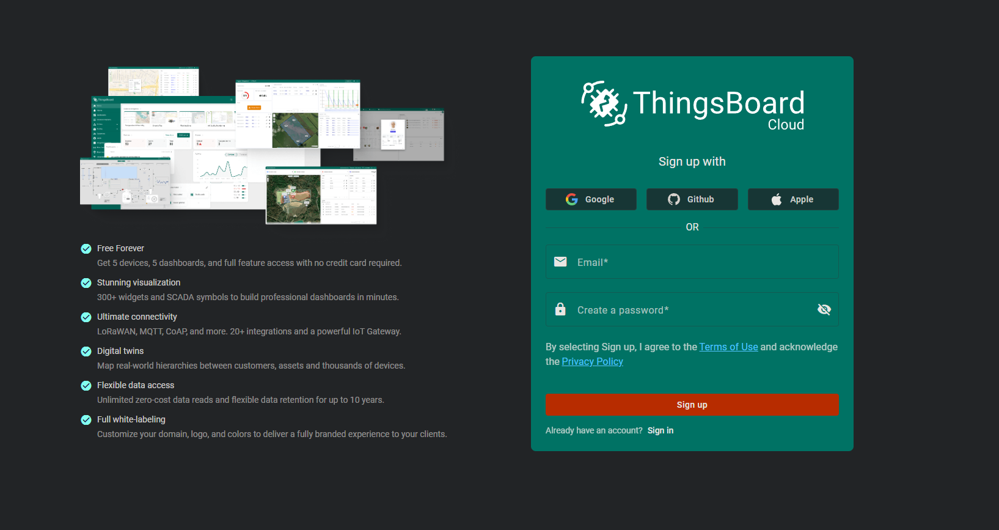 ThingsBoard
Free Forever
Get 5 devices, 5 dashboards, and full feature access with no credit card required.
Stunning visualization
300+ widgets and SCADA symbols to build professional dashboards in minutes.
Ultimate connectivity
LoRaWAN, MQTT, CoAP, and more. 20+ integrations and a powerful IoT Gateway.
Digital twins
Map real-world hierarchies between customers, assets and thousands of devices.
Flexible data access
Unlimited zero-cost data reads and flexible data retention for up to 10 years.
Full white-labeling
Customize your domain, logo, and colors to deliver a fully branded experience to your clients.
ThingsBoard
Cloud
Sign up with
Google
Github
Apple
OR
Email*
Create a password*
By selecting Sign up, I agree to the Terms of Use and acknowledge
the Privacy Policy
Sign up
Already have an account? Sign in